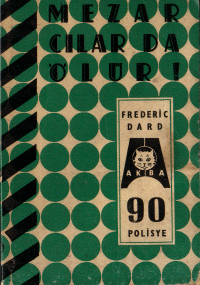 MEZAR
CILAR DA
ÖLÜR!
FREDERİC
DARD
AKBA
90
POLİSYE